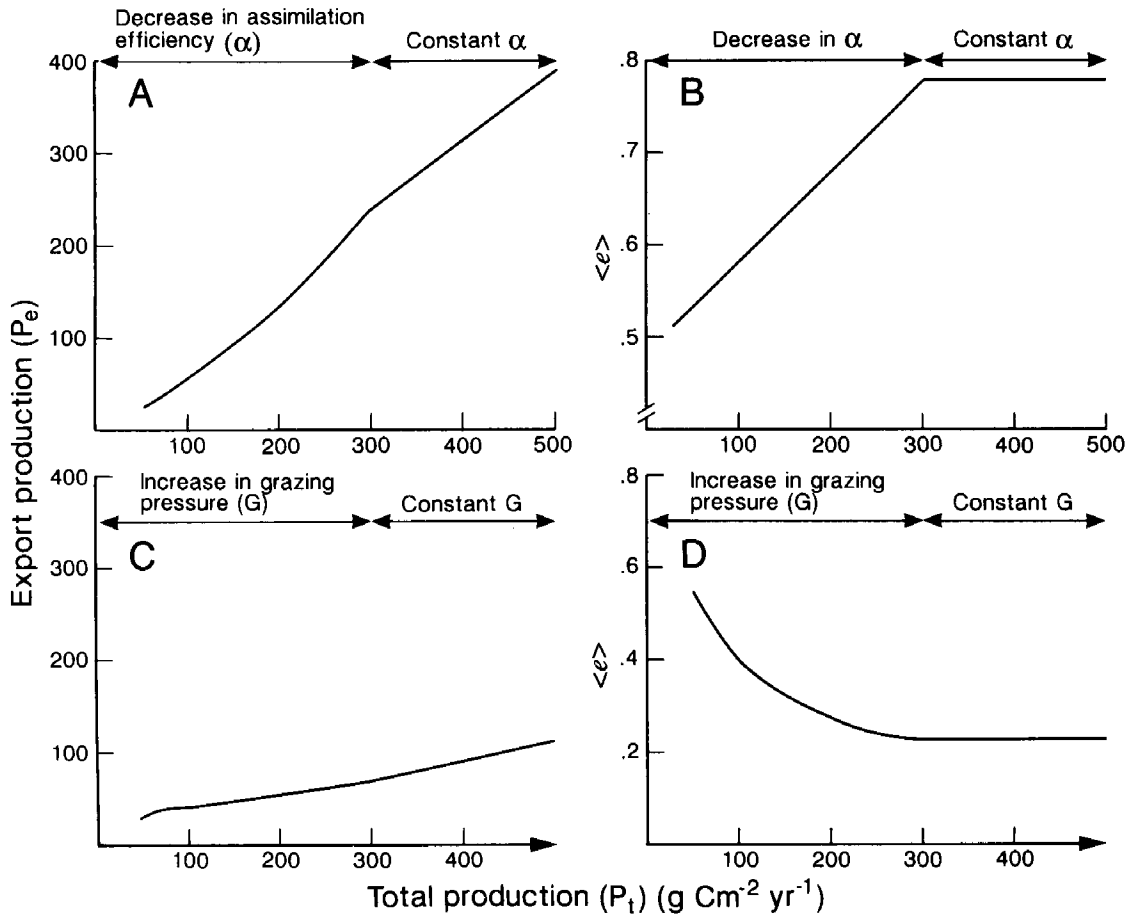 Decrease in assimilation
efficiency (α)
Constant α
A
400
300
200
100
100 200 300 400 500
Decrease in α
Constant α
B
.8
.7
.6
.5
<e>
100 200 300 400 500
Increase in grazing
pressure (G)
Constant G
C
400
300
200
100
100 200 300 400
Increase in grazing
pressure (G)
Constant G
D
.8
.6
.4
.2
<e>
100 200 300 400
Export production (Pe)
Total production (Pt) (g Cm-2 yr-1)